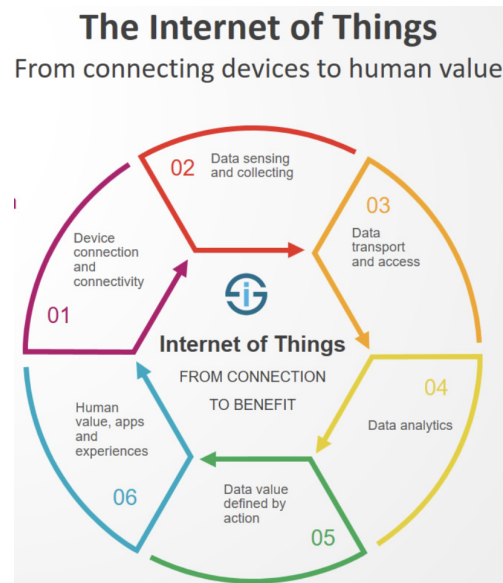 The Internet of Things
From connecting devices to human value
02
Data sensing
and collecting
03
Data
transport
and access
Device
connection
and
connectivity
01
S i G
Internet of Things
FROM CONNECTION
TO BENEFIT
04
Data analytics
Human
value, apps
and
experiences
06
Data value
defined by
action
05